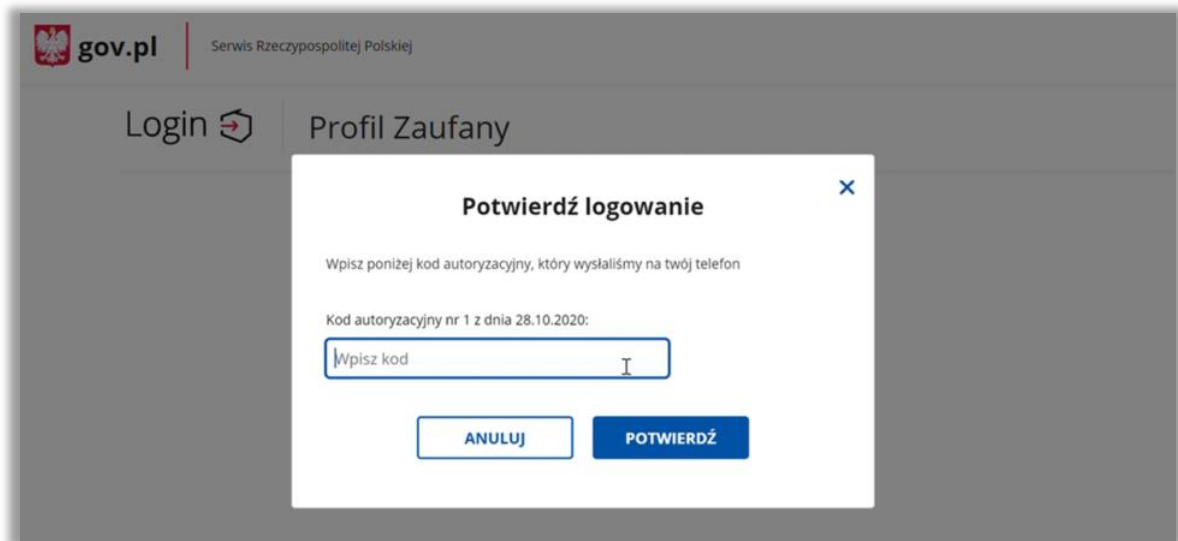 gov.pl
Serwis Rzeczypospolitej Polskiej
Login
Profil Zaufany
Potwierdź logowanie
Wpisz poniżej kod autoryzacyjny, który wysłaliśmy na twój telefon
Kod autoryzacyjny nr 1 z dnia 28.10.2020:
Wpisz kod
ANULUJ
POTWIERDŹ